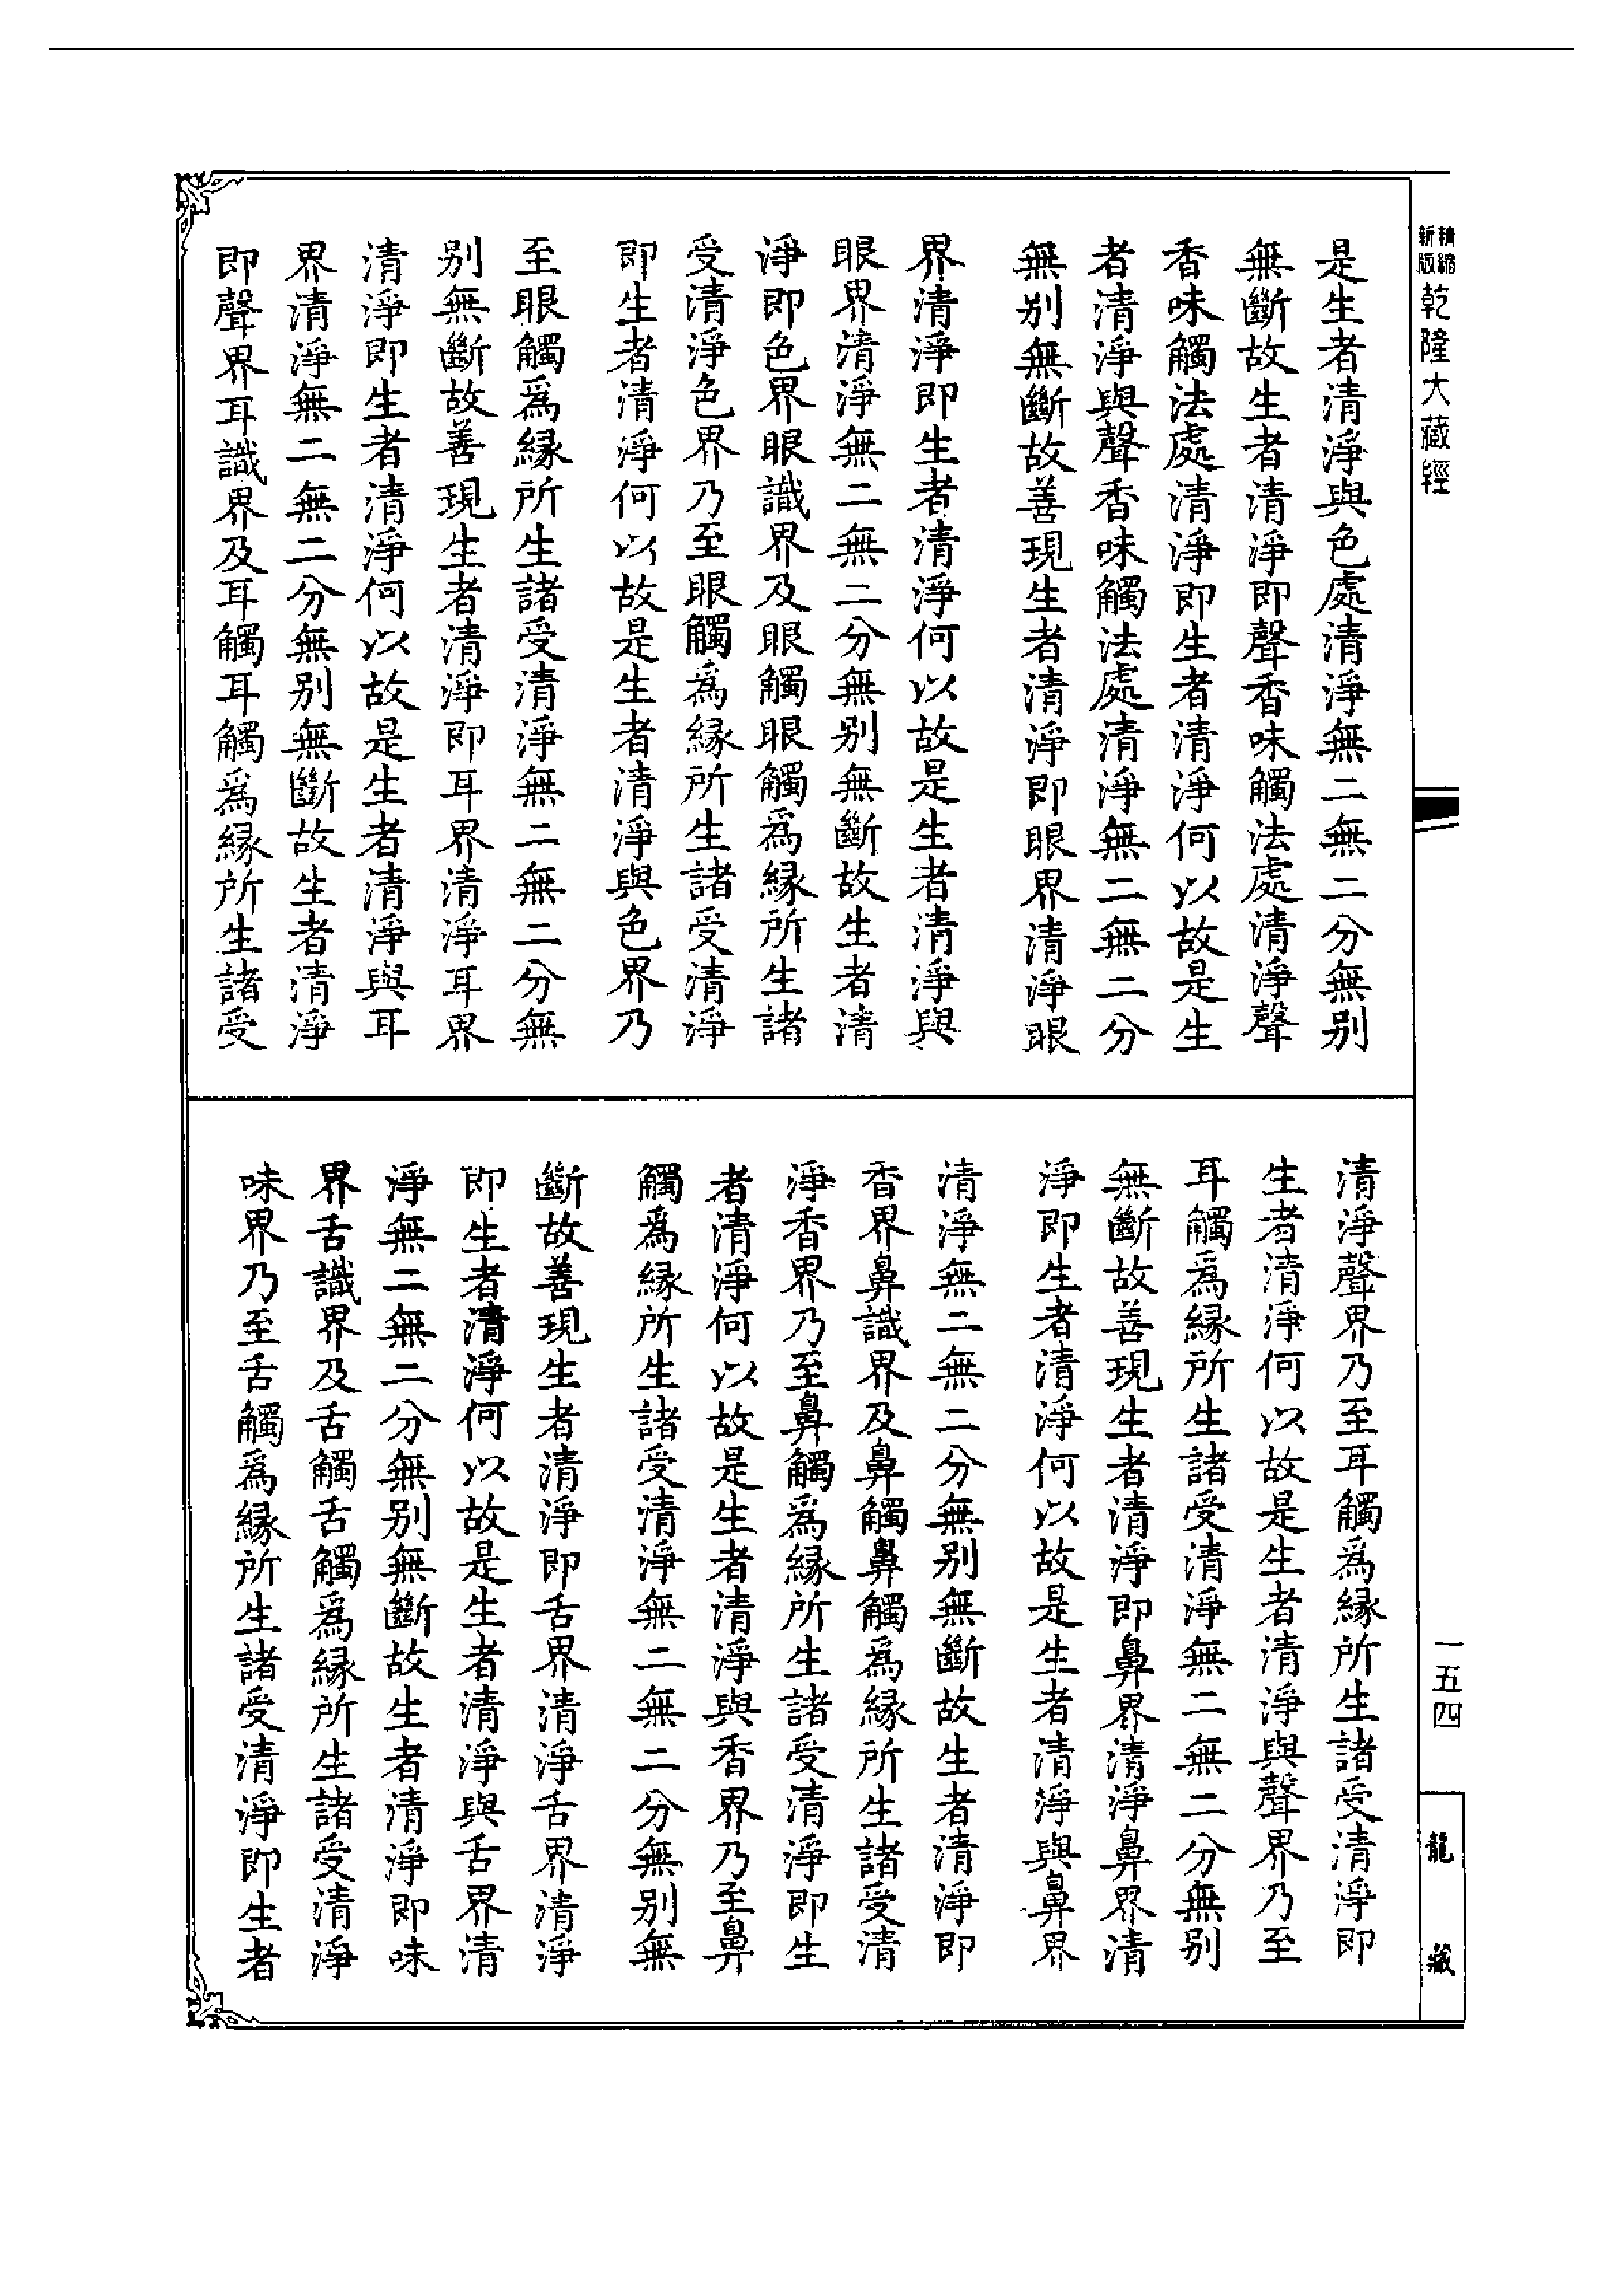 精縮新版乾隆大藏經
是生者清淨與色處清淨無二無二分無别
無斷故生者清淨即聲香味觸法處清淨聲
香味觸法處清淨即生者清淨何以故是生
者清淨與聲香味觸法處清淨無二無二分
無别無斷故善現生者清淨即眼界清淨眼
界清淨即生者清淨何以故是生者清淨與
眼界清淨無二無二分無别無斷故生者清
淨即色界眼識界及眼觸眼觸爲緣所生諸
受清淨色界乃至眼觸爲緣所生諸受清淨
即生者清淨何以故是生者清淨與色界乃
至眼觸爲緣所生諸受清淨無二無二分無
别無斷故善現生者清淨即耳界清淨耳界
清淨即生者清淨何以故是生者清淨與耳
界清淨無二無二分無别無斷故生者清淨
即聲界耳識界及耳觸耳觸爲緣所生諸受
清淨聲界乃至耳觸爲緣所生諸受清淨即
生者清淨何以故是生者清淨與聲界乃至
耳觸爲緣所生諸受清淨無二無二分無别
無斷故善現生者清淨即鼻界清淨鼻界清
淨即生者清淨何以故是生者清淨與鼻界
清淨無二無二分無别無斷故生者清淨即
香界鼻識界及鼻觸鼻觸爲緣所生諸受清
淨香界乃至鼻觸爲緣所生諸受清淨即生
者清淨何以故是生者清淨與香界乃至鼻
觸爲緣所生諸受清淨無二無二分無别無
斷故善現生者清淨即舌界清淨舌界清淨
即生者清淨何以故是生者清淨與舌界清
淨無二無二分無别無斷故生者清淨即味
界舌識界及舌觸舌觸爲緣所生諸受清淨
味界乃至舌觸爲緣所生諸受清淨即生者
一五四
龍藏